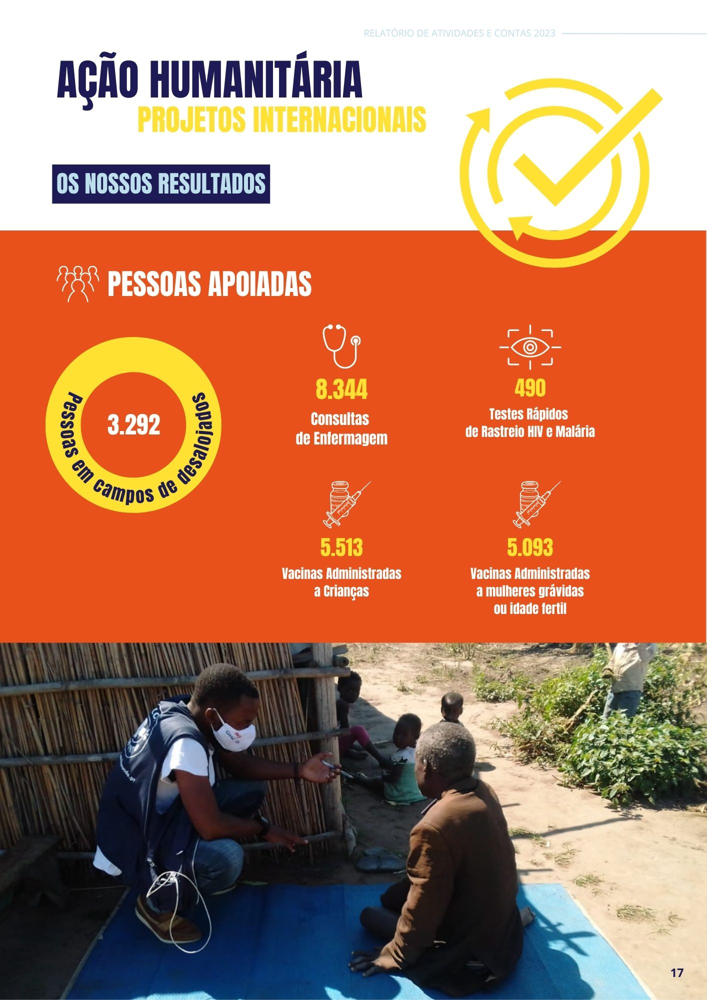 RELATÓRIO DE ATIVIDADES E CONTAS 2023
AÇÃO HUMANITÁRIA
PROJETOS INTERNACIONAIS
OS NOSSOS RESULTADOS
PESSOAS APOIADAS
3.292
Pessoas em campos de desalojados
8.344
Consultas
de Enfermagem
490
Testes Rápidos
de Rastreio HIV e Malária
5.513
Vacinas Administradas
a Crianças
5.093
Vacinas Administradas
a mulheres grávidas
ou idade fertil
17